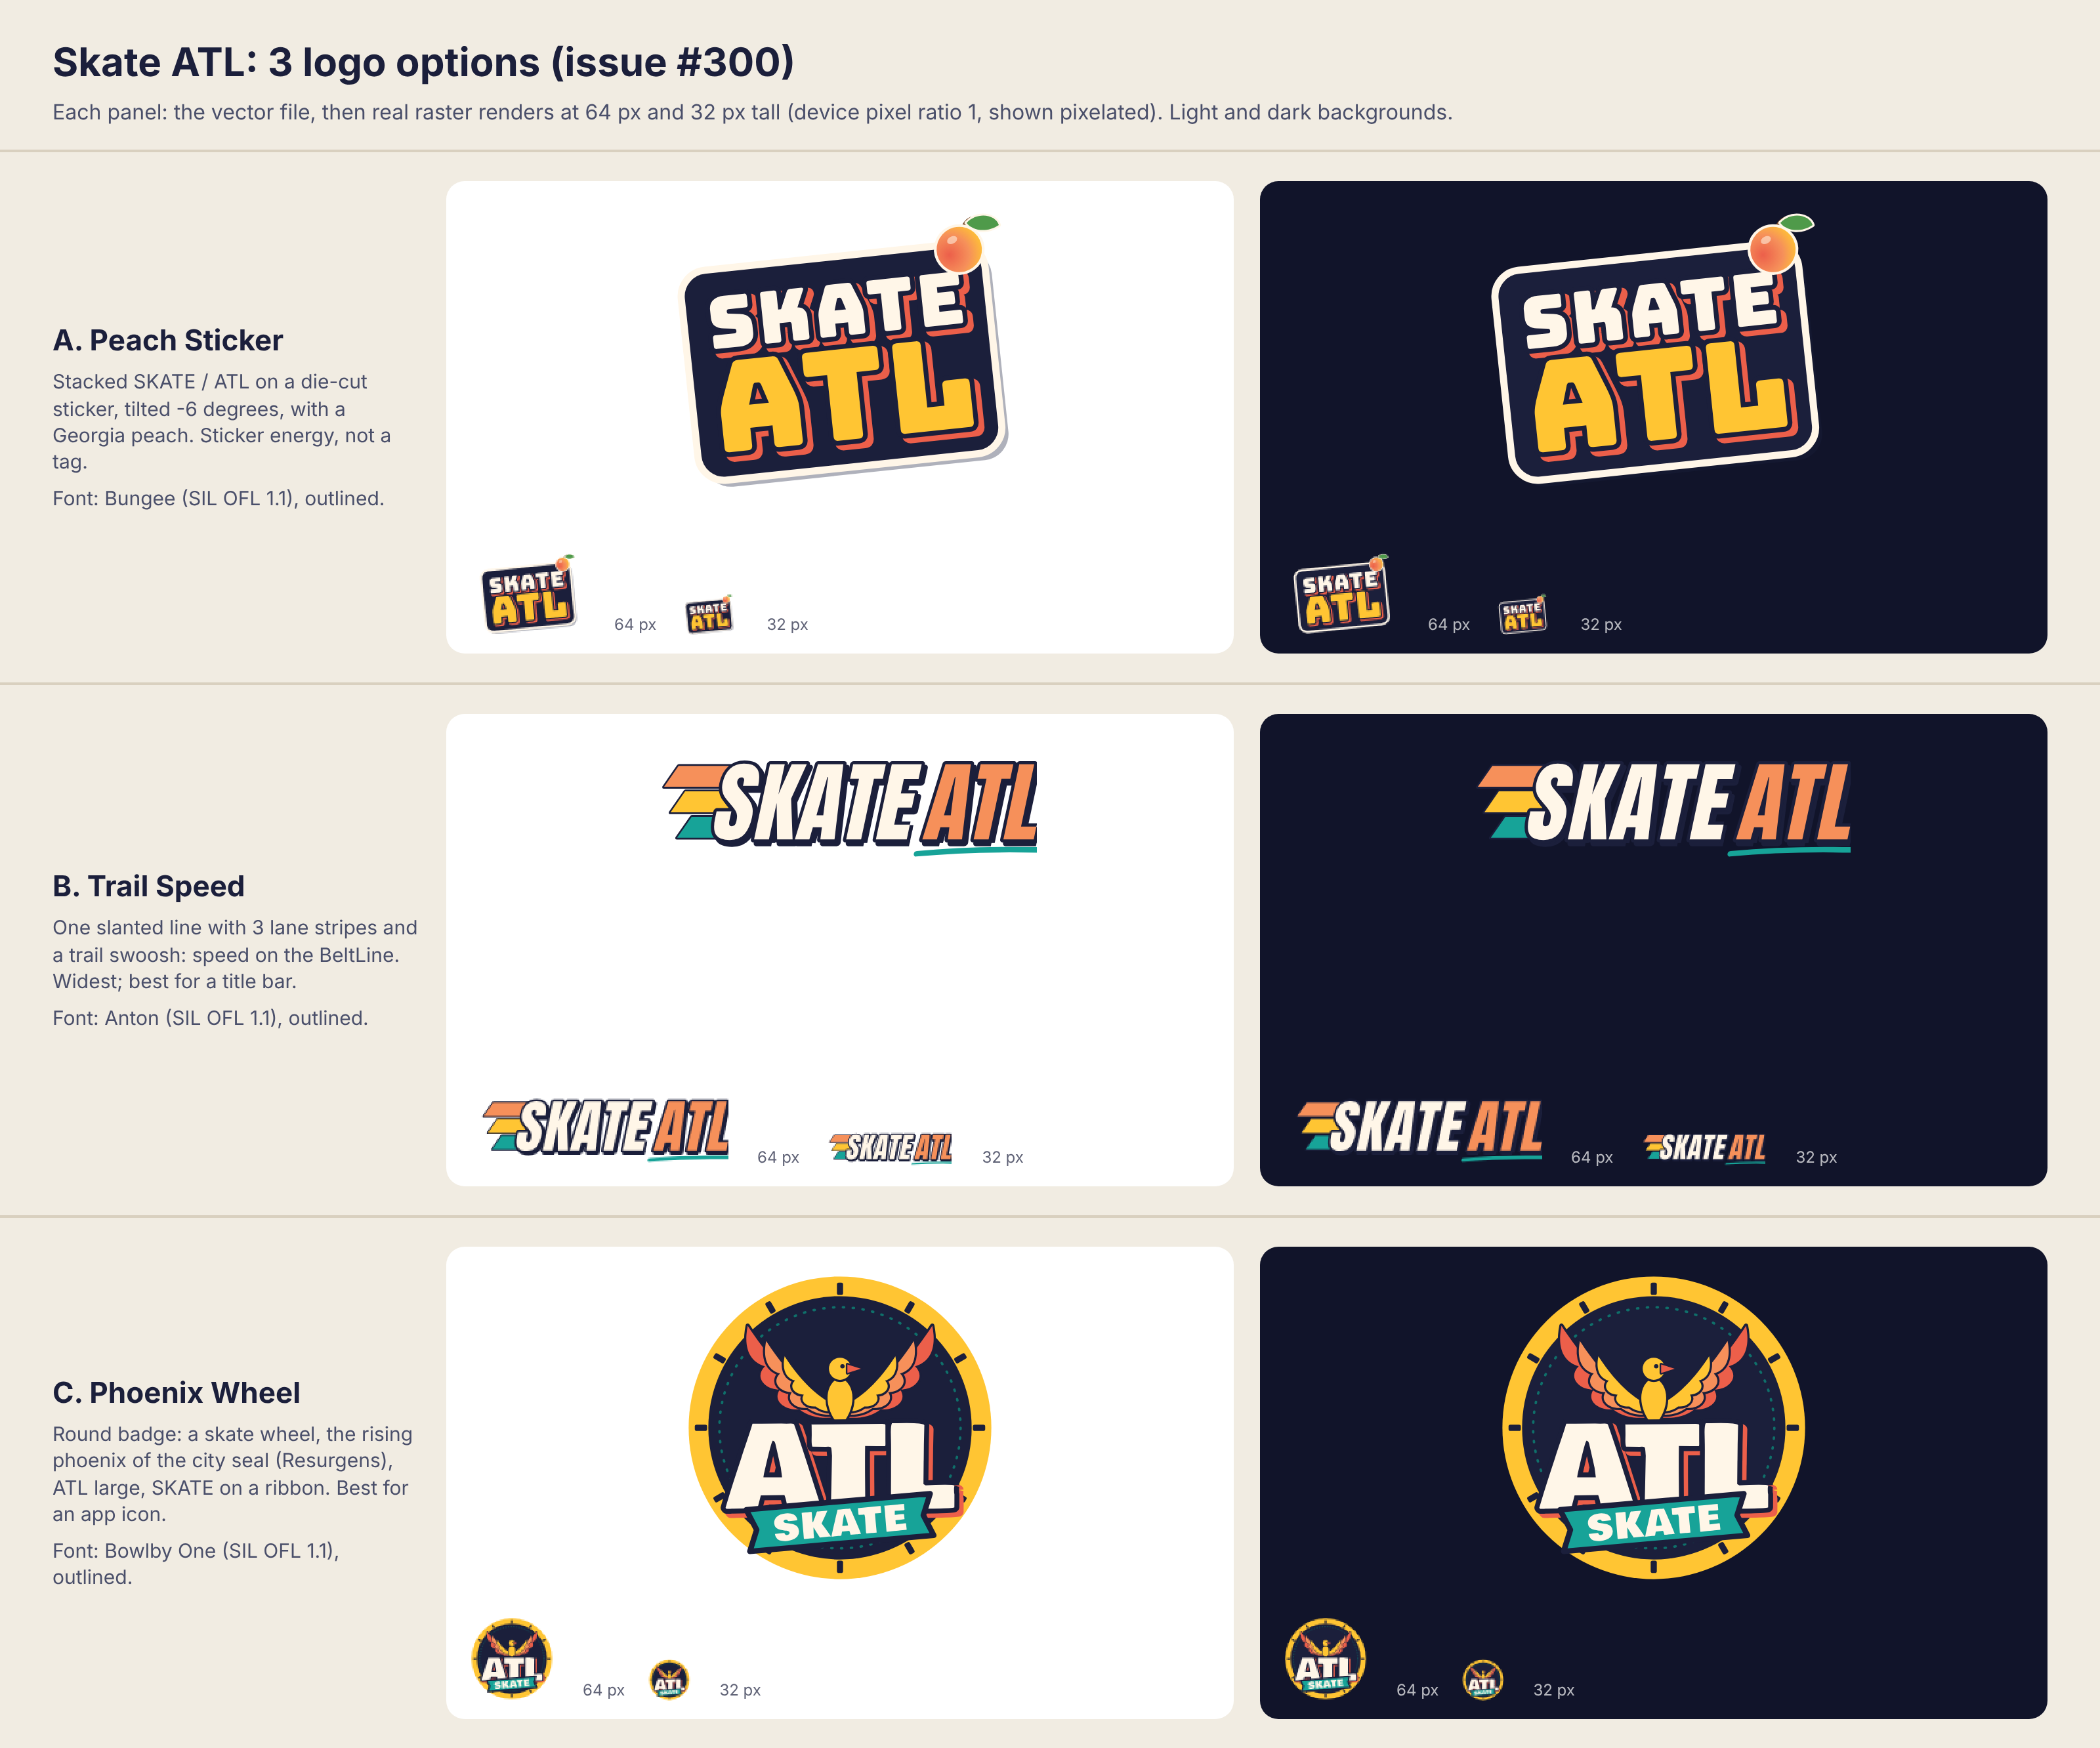 Skate ATL: 3 logo options (issue #300)
Each panel: the vector file, then real raster renders at 64 px and 32 px tall (device pixel ratio 1, shown pixelated). Light and dark backgrounds.
A. Peach Sticker
Stacked SKATE / ATL on a die-cut
sticker, tilted -6 degrees, with a
Georgia peach. Sticker energy, not a
tag.
Font: Bungee (SIL OFL 1.1), outlined.
SKATE
ATL
SKATE
ATL
64 px
SKATE
ATL
32 px
SKATE
ATL
SKATE
ATL
64 px
SKATE
ATL
32 px
B. Trail Speed
One slanted line with 3 lane stripes and
a trail swoosh: speed on the BeltLine.
Widest; best for a title bar.
Font: Anton (SIL OFL 1.1), outlined.
SKATE ATL
SKATE ATL
64 px
SKATE ATL
32 px
SKATE ATL
SKATE ATL
64 px
SKATE ATL
32 px
C. Phoenix Wheel
Round badge: a skate wheel, the rising
phoenix of the city seal (Resurgens),
ATL large, SKATE on a ribbon. Best for
an app icon.
Font: Bowlby One (SIL OFL 1.1),
outlined.
ATL
SKATE
ATL
SKATE
64 px
ATL
SKATE
32 px
ATL
SKATE
ATL
SKATE
64 px
ATL
SKATE
32 px